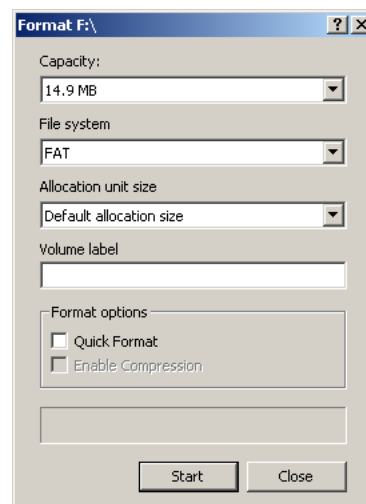 Format F:\
Capacity:
14.9 MB
File system
FAT
Allocation unit size
Default allocation size
Volume label
Format options
Quick Format
Enable Compression
Start
Close